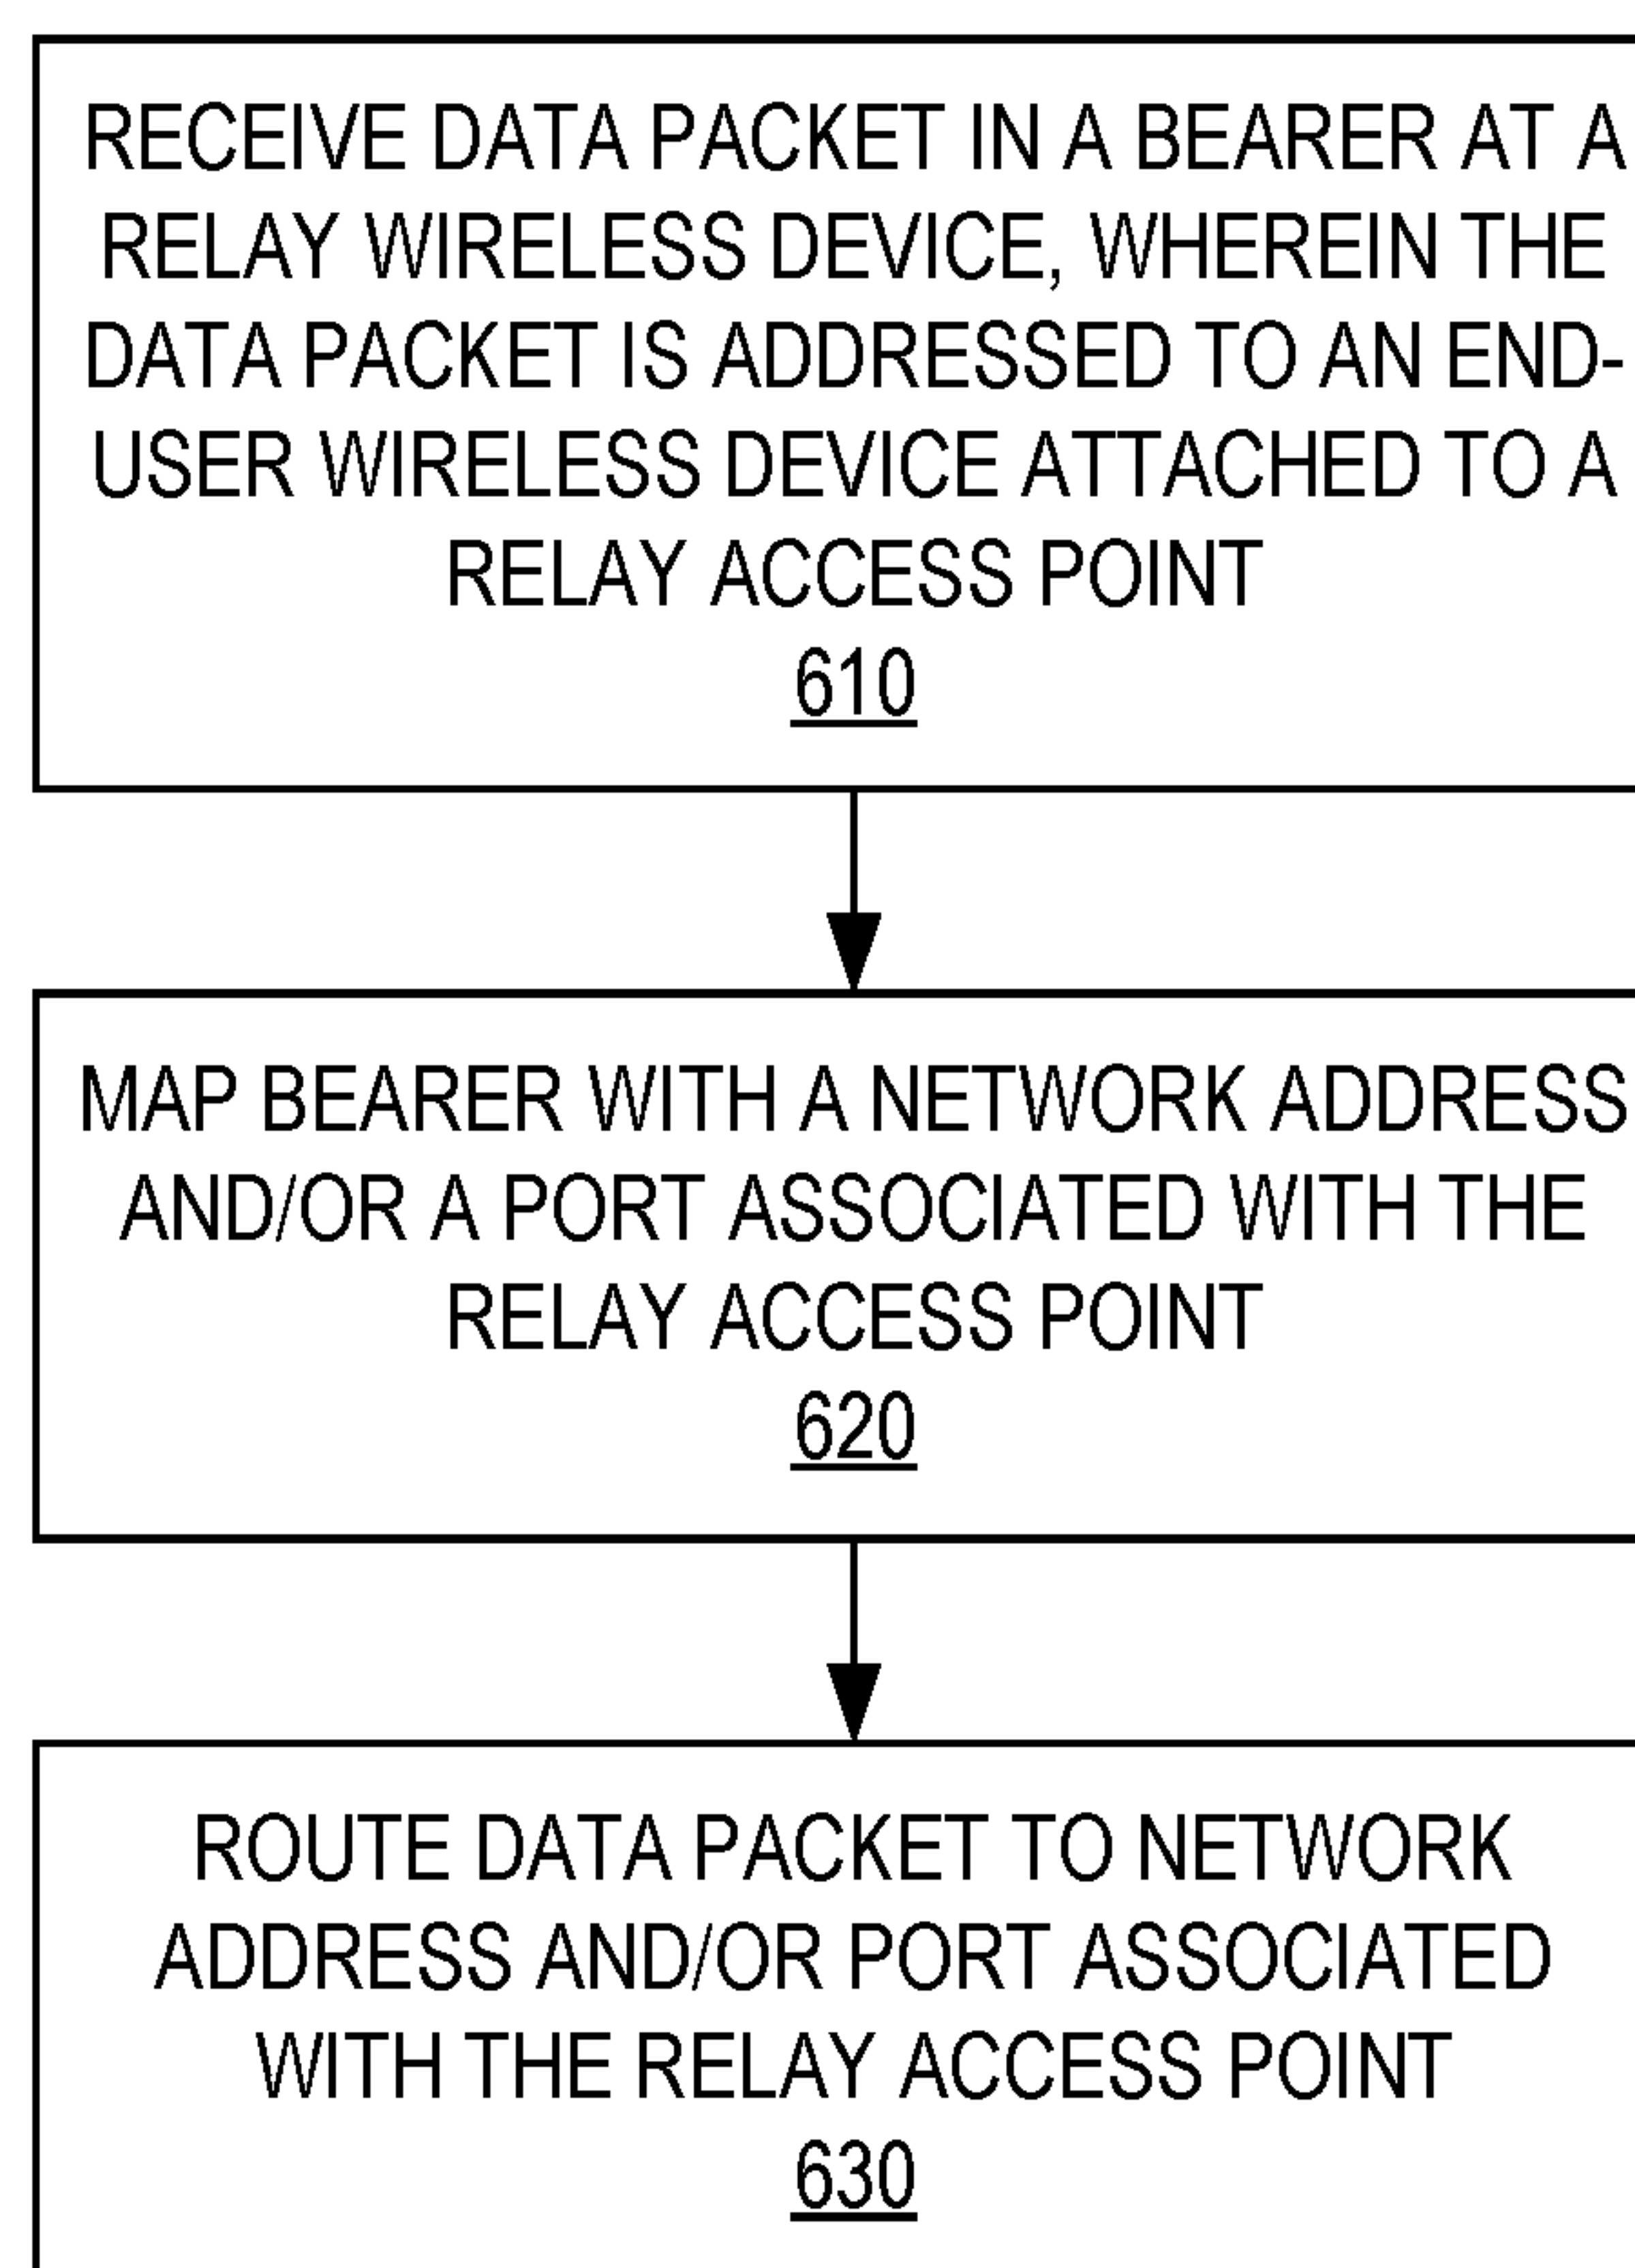 RECEIVE DATA PACKET IN A BEARER AT A
RELAY WIRELESS DEVICE, WHEREIN THE
DATA PACKET IS ADDRESSED TO AN END-
USER WIRELESS DEVICE ATTACHED TO A
RELAY ACCESS POINT
610
MAP BEARER WITH A NETWORK ADDRESS
AND/OR A PORT ASSOCIATED WITH THE
RELAY ACCESS POINT
620
ROUTE DATA PACKET TO NETWORK
ADDRESS AND/OR PORT ASSOCIATED
WITH THE RELAY ACCESS POINT
630